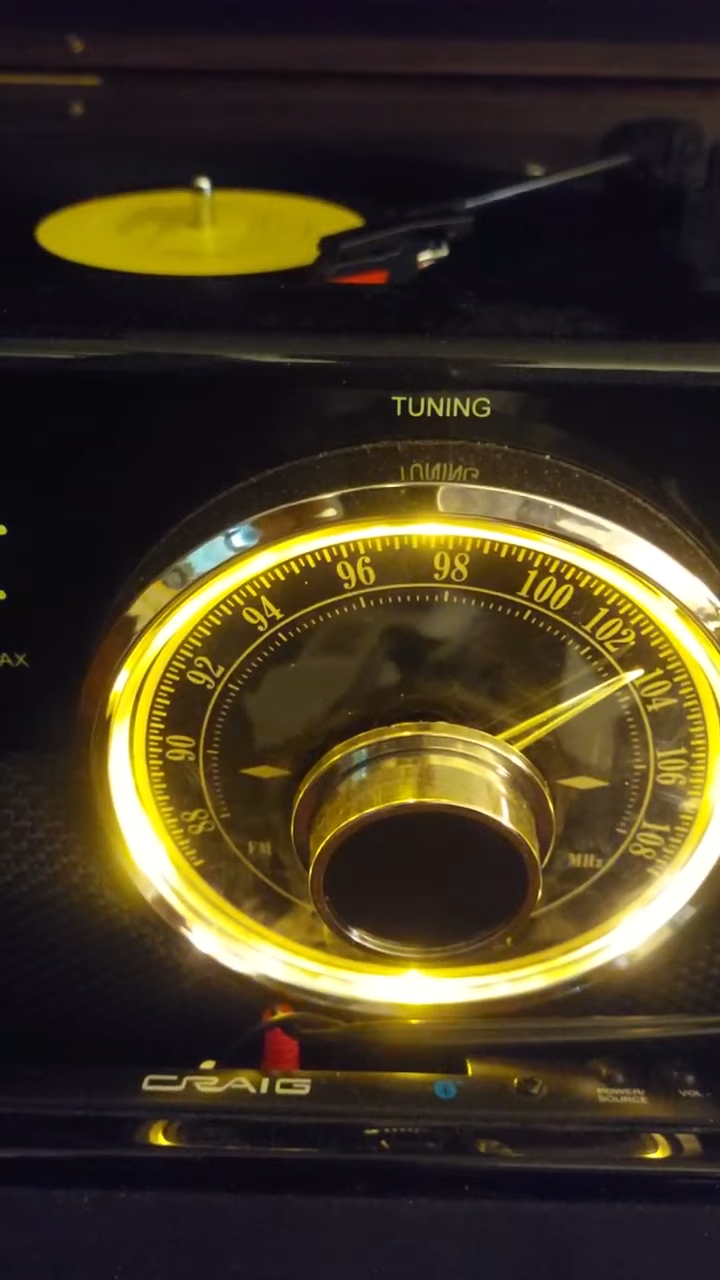 TUNING
TUNING
88 90 92 94 96 98 100 102 104 106 108
AX
FM MHz
CRAIG
POWER/
SOURCE
VOL